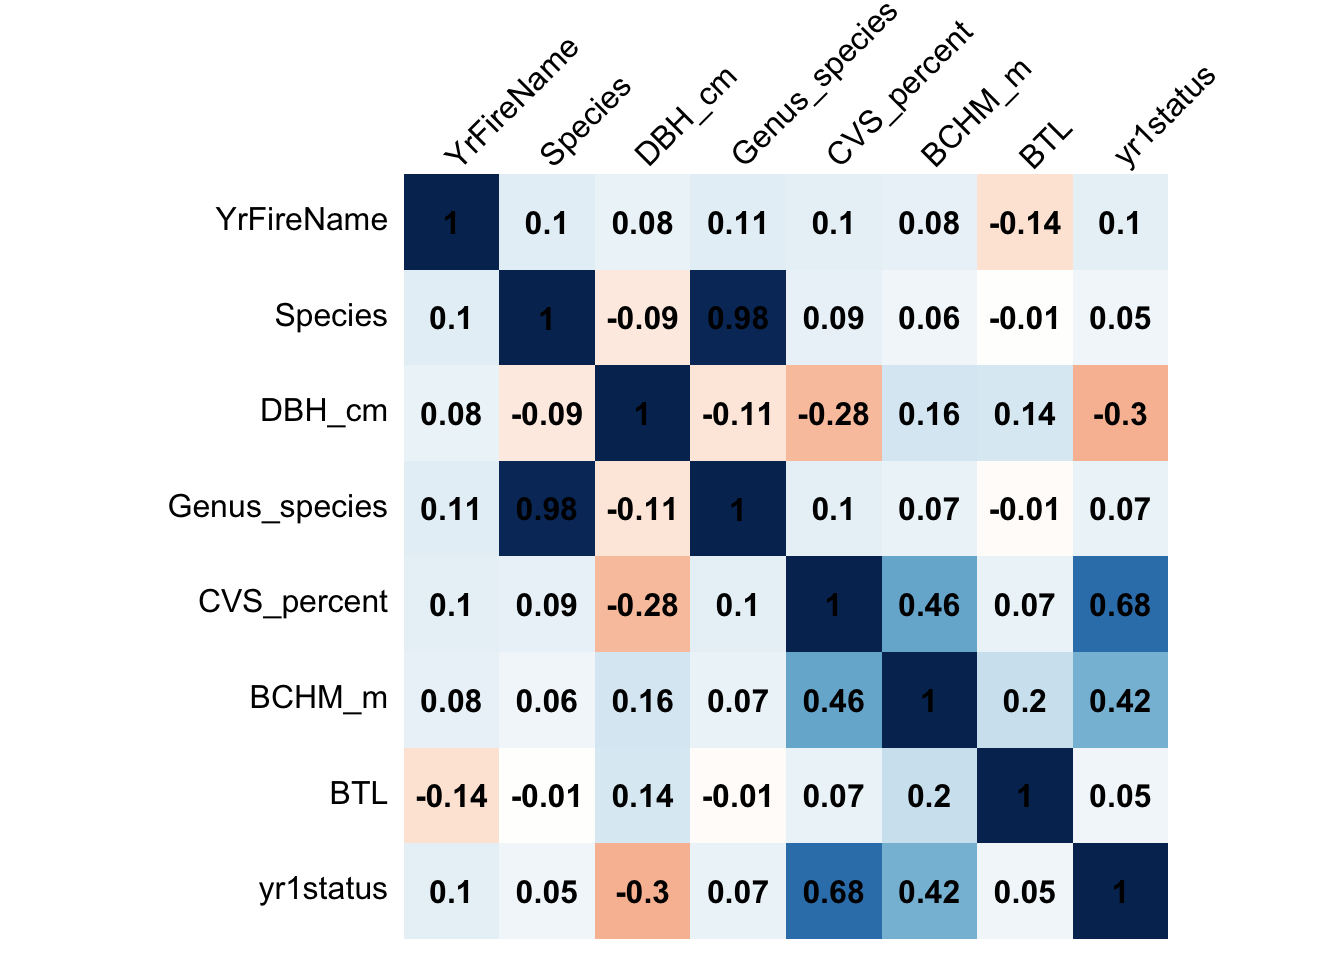 YrFireName Species DBH_cm Genus_species CVS_percent BCHM_m BTL yr1status
YrFireName 1 0.1 0.08 0.11 0.1 0.08 -0.14 0.1
Species 0.1 1 -0.09 0.98 0.09 0.06 -0.01 0.05
DBH_cm 0.08 -0.09 1 -0.11 -0.28 0.16 0.14 -0.3
Genus_species 0.11 0.98 -0.11 1 0.1 0.07 -0.01 0.07
CVS_percent 0.1 0.09 -0.28 0.1 1 0.46 0.07 0.68
BCHM_m 0.08 0.06 0.16 0.07 0.46 1 0.2 0.42
BTL -0.14 -0.01 0.14 -0.01 0.07 0.2 1 0.05
yr1status 0.1 0.05 -0.3 0.07 0.68 0.42 0.05 1